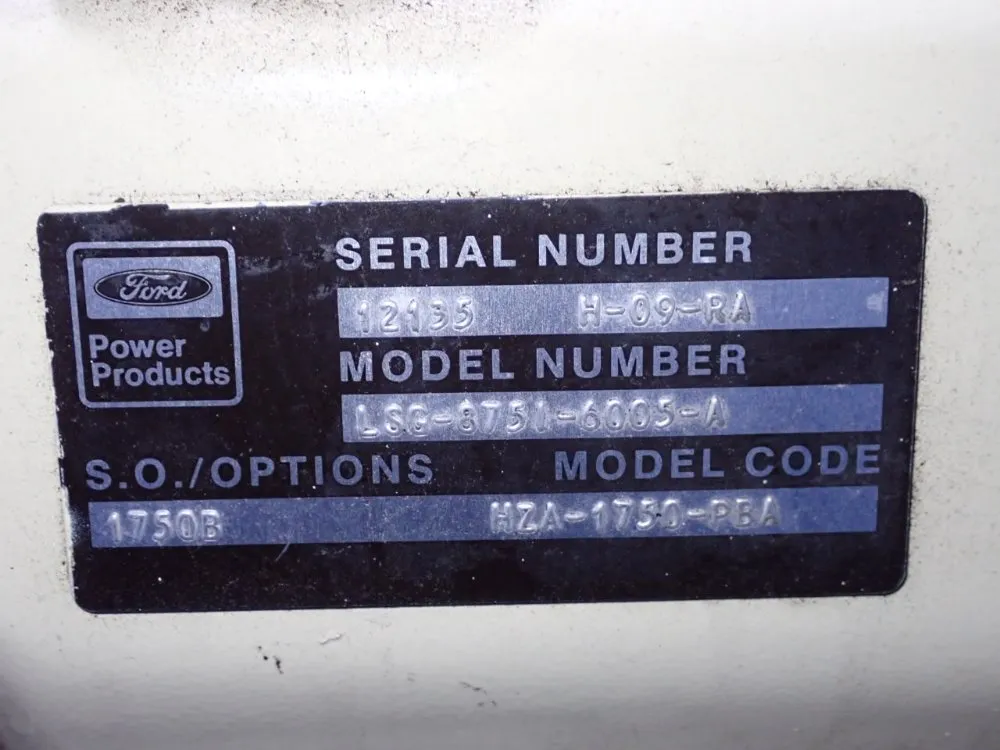 Ford
Power
Products
SERIAL NUMBER
12135 H-09-RA
MODEL NUMBER
LSG-875I-6005-A
S.O./OPTIONS MODEL CODE
1750B HZA-1750-PBA